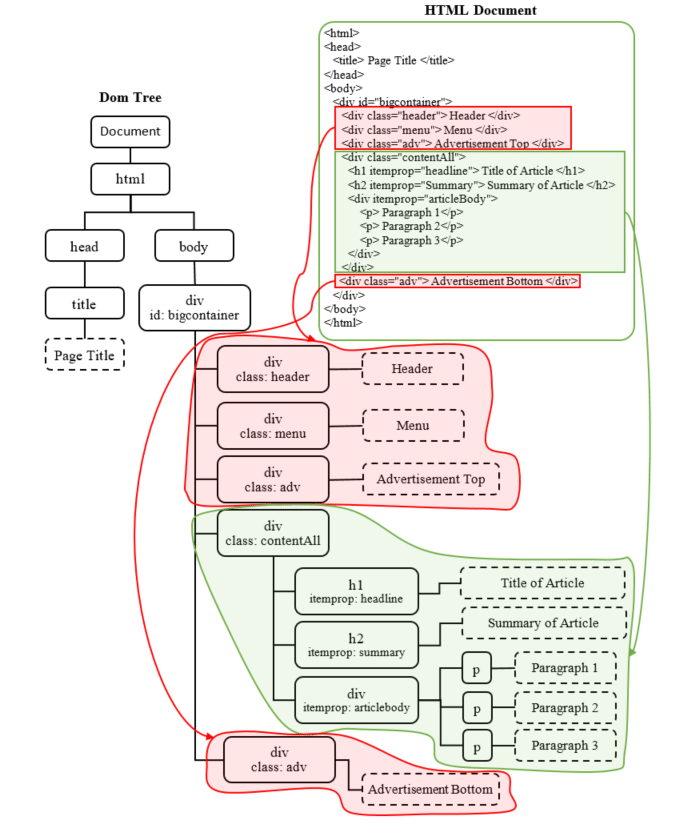 HTML Document
<html>
<head>
<title> Page Title </title>
</head>
<body>
<div id="bigcontainer">
<div class="header"> Header </div>
<div class="menu"> Menu </div>
<div class="adv"> Advertisement Top </div>
<div class="contentAll">
<h1 itemprop="headline"> Title of Article </h1>
<h2 itemprop="Summary"> Summary of Article </h2>
<div itemprop="articleBody">
<p> Paragraph 1</p>
<p> Paragraph 2</p>
<p> Paragraph 3</p>
</div>
</div>
<div class="adv"> Advertisement Bottom </div>
</div>
</body>
</html>
Dom Tree
Document
html
head
body
title
div
id: bigcontainer
Page Title
div
class: header
Header
div
class: menu
Menu
div
class: adv
Advertisement Top
div
class: contentAll
h1
itemprop: headline
Title of Article
h2
itemprop: summary
Summary of Article
div
itemprop: articlebody
p
Paragraph 1
p
Paragraph 2
p
Paragraph 3
div
class: adv
Advertisement Bottom